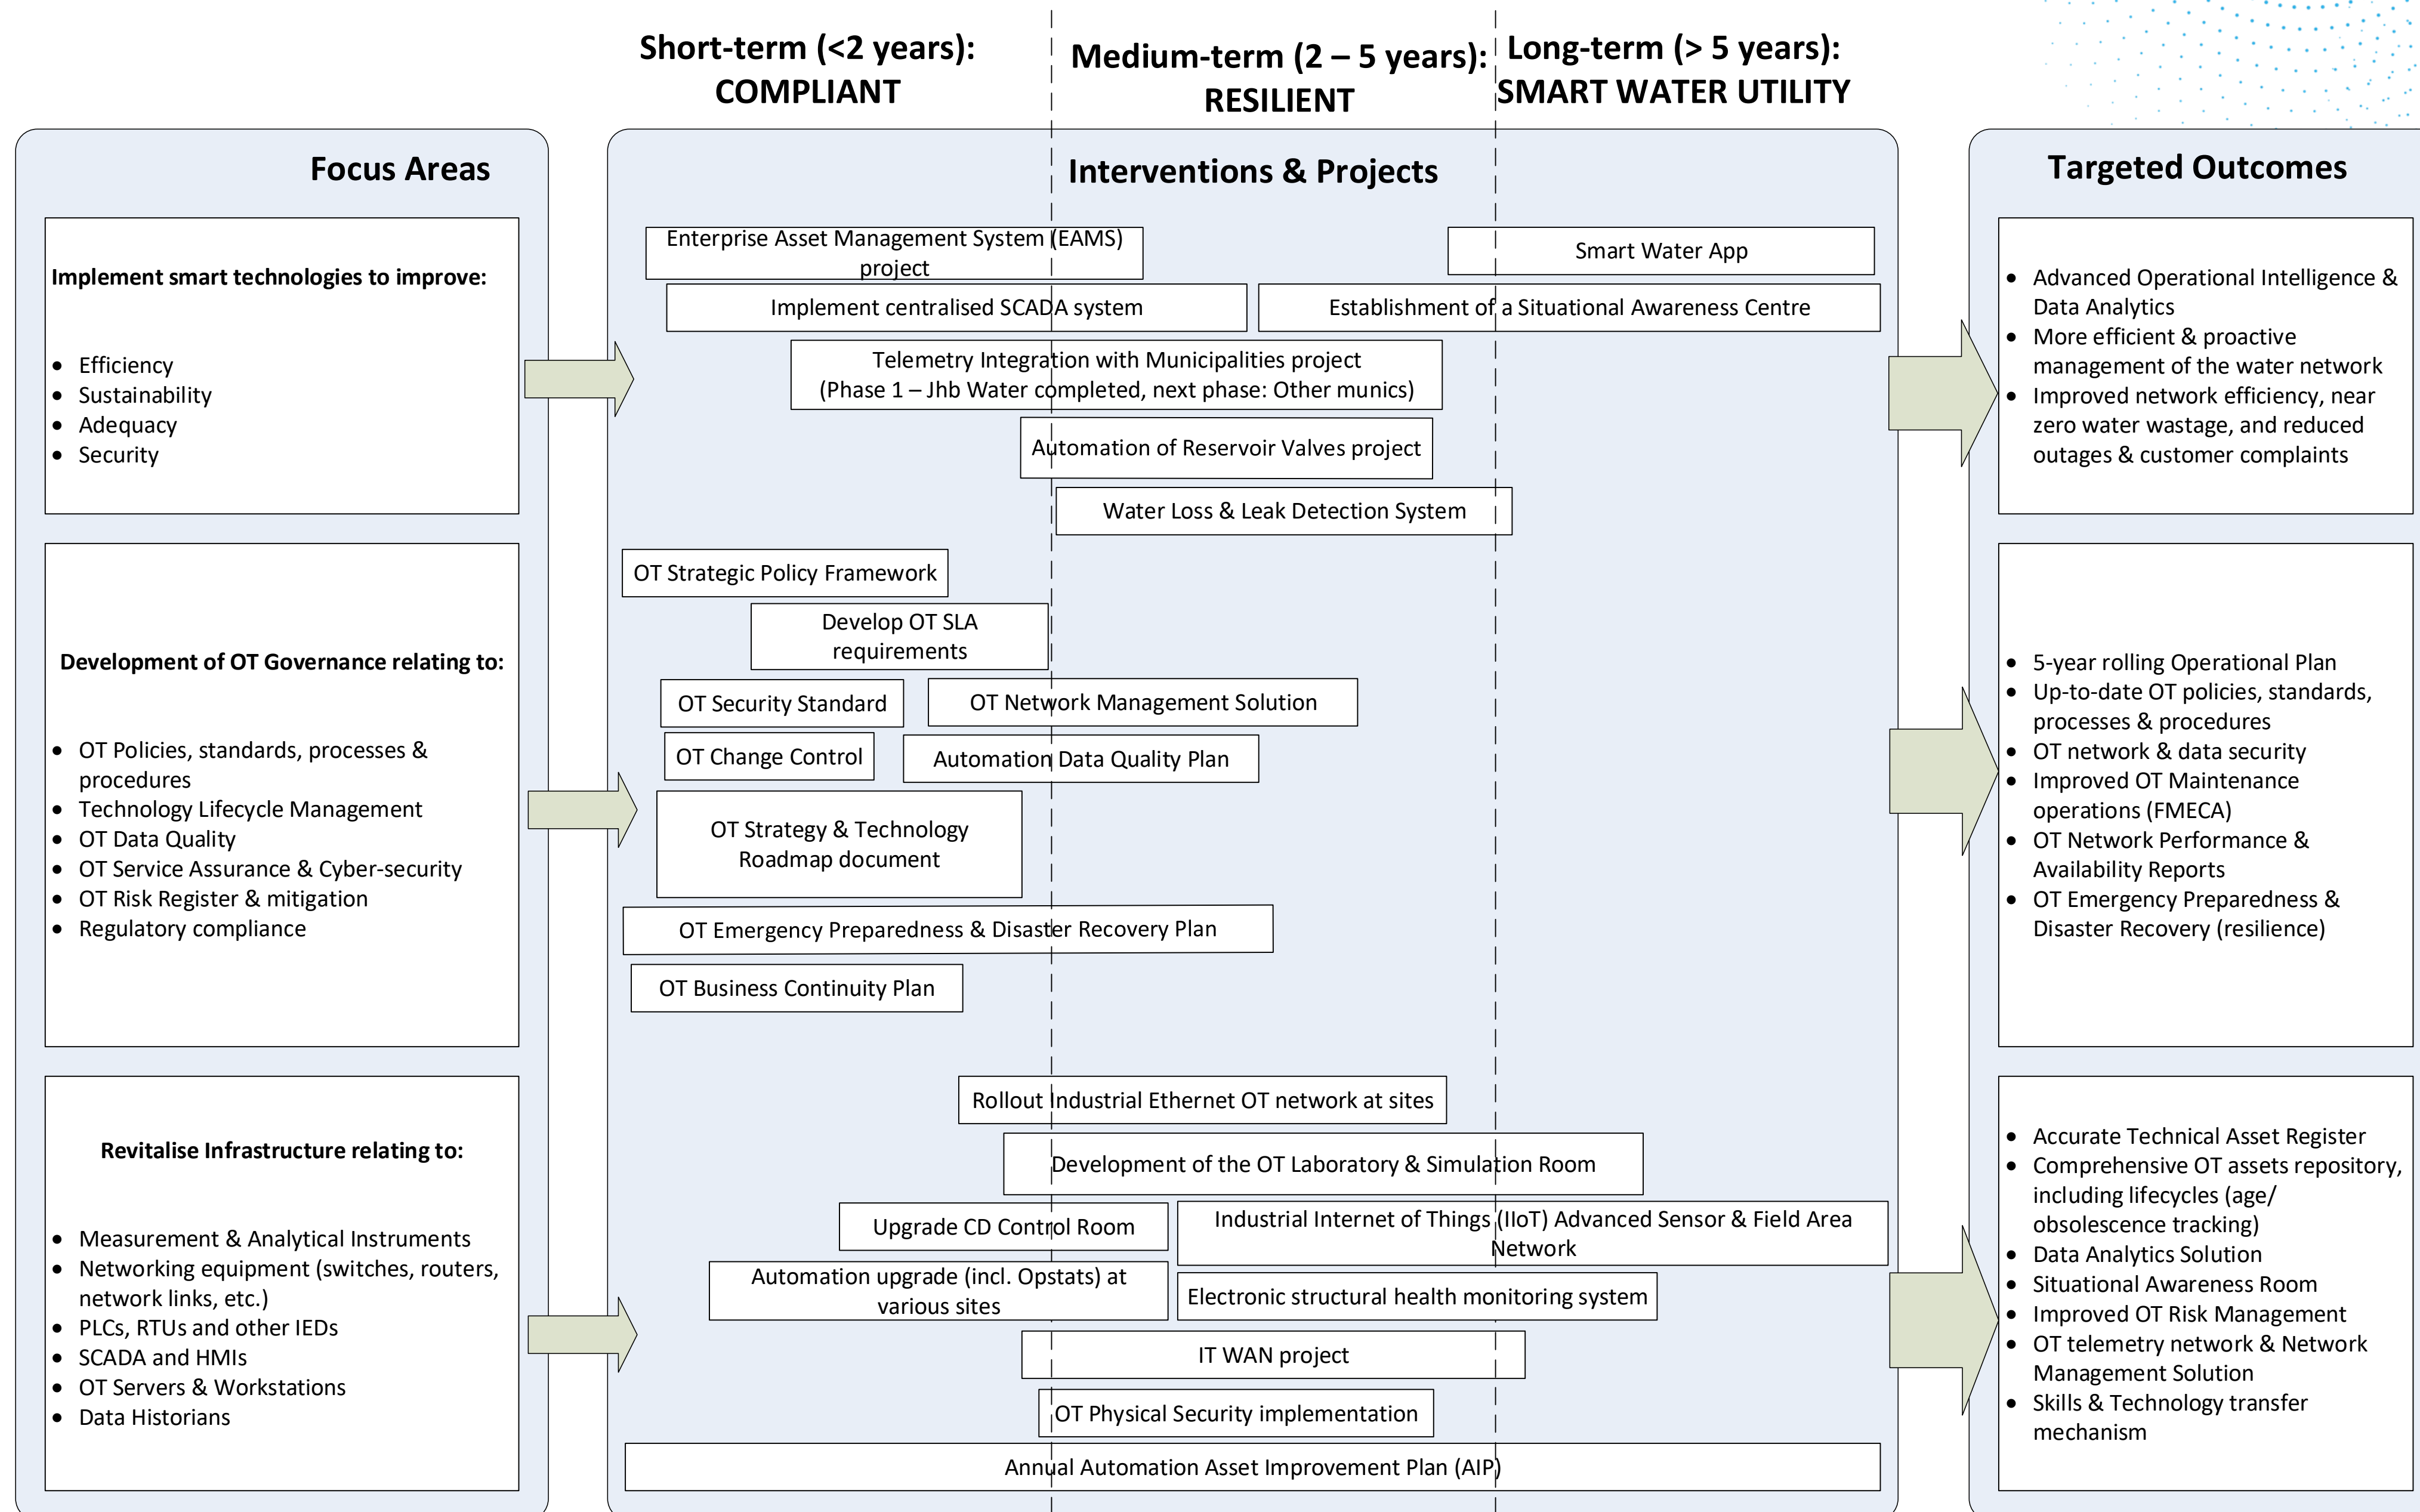 Short-term (<2 years):
COMPLIANT
Medium-term (2 – 5 years):
RESILIENT
Long-term (> 5 years):
SMART WATER UTILITY
Focus Areas
Implement smart technologies to improve:
• Efficiency
• Sustainability
• Adequacy
• Security
Development of OT Governance relating to:
• OT Policies, standards, processes &
procedures
• Technology Lifecycle Management
• OT Data Quality
• OT Service Assurance & Cyber-security
• OT Risk Register & mitigation
• Regulatory compliance
Revitalise Infrastructure relating to:
• Measurement & Analytical Instruments
• Networking equipment (switches, routers,
network links, etc.)
• PLCs, RTUs and other IEDs
• SCADA and HMIs
• OT Servers & Workstations
• Data Historians
Interventions & Projects
Enterprise Asset Management System (EAMS)
project
Smart Water App
Implement centralised SCADA system
Establishment of a Situational Awareness Centre
Telemetry Integration with Municipalities project
(Phase 1 – Jhb Water completed, next phase: Other munics)
Automation of Reservoir Valves project
Water Loss & Leak Detection System
OT Strategic Policy Framework
Develop OT SLA
requirements
OT Security Standard
OT Network Management Solution
OT Change Control
Automation Data Quality Plan
OT Strategy & Technology
Roadmap document
OT Emergency Preparedness & Disaster Recovery Plan
OT Business Continuity Plan
Rollout Industrial Ethernet OT network at sites
Development of the OT Laboratory & Simulation Room
Upgrade CD Control Room
Industrial Internet of Things (IIoT) Advanced Sensor & Field Area
Network
Automation upgrade (incl. Opstats) at
various sites
Electronic structural health monitoring system
IT WAN project
OT Physical Security implementation
Annual Automation Asset Improvement Plan (AIP)
Targeted Outcomes
• Advanced Operational Intelligence &
Data Analytics
• More efficient & proactive
management of the water network
• Improved network efficiency, near
zero water wastage, and reduced
outages & customer complaints
• 5-year rolling Operational Plan
• Up-to-date OT policies, standards,
processes & procedures
• OT network & data security
• Improved OT Maintenance
operations (FMECA)
• OT Network Performance &
Availability Reports
• OT Emergency Preparedness &
Disaster Recovery (resilience)
• Accurate Technical Asset Register
• Comprehensive OT assets repository,
including lifecycles (age/
obsolescence tracking)
• Data Analytics Solution
• Situational Awareness Room
• Improved OT Risk Management
• OT telemetry network & Network
Management Solution
• Skills & Technology transfer
mechanism